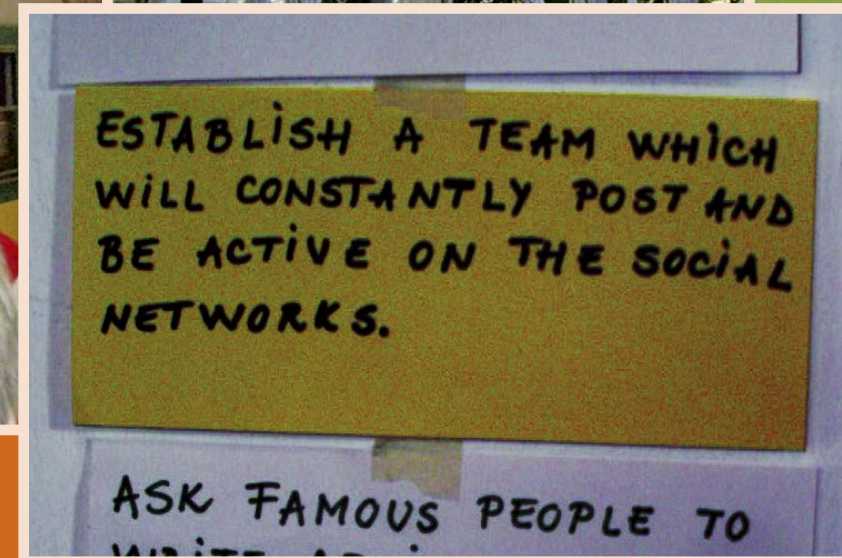 ESTABLiSH A TEAM WHiCH
WiLL CONSTANTLY POST AND
BE ACTiVE ON THE SOCiAL
NETWORKS.
ASK FAMOUS PEOPLE TO